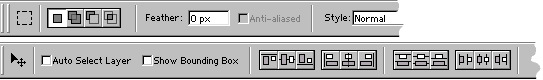 Feather: 0 px Anti-aliased Style: Normal
Auto Select Layer Show Bounding Box